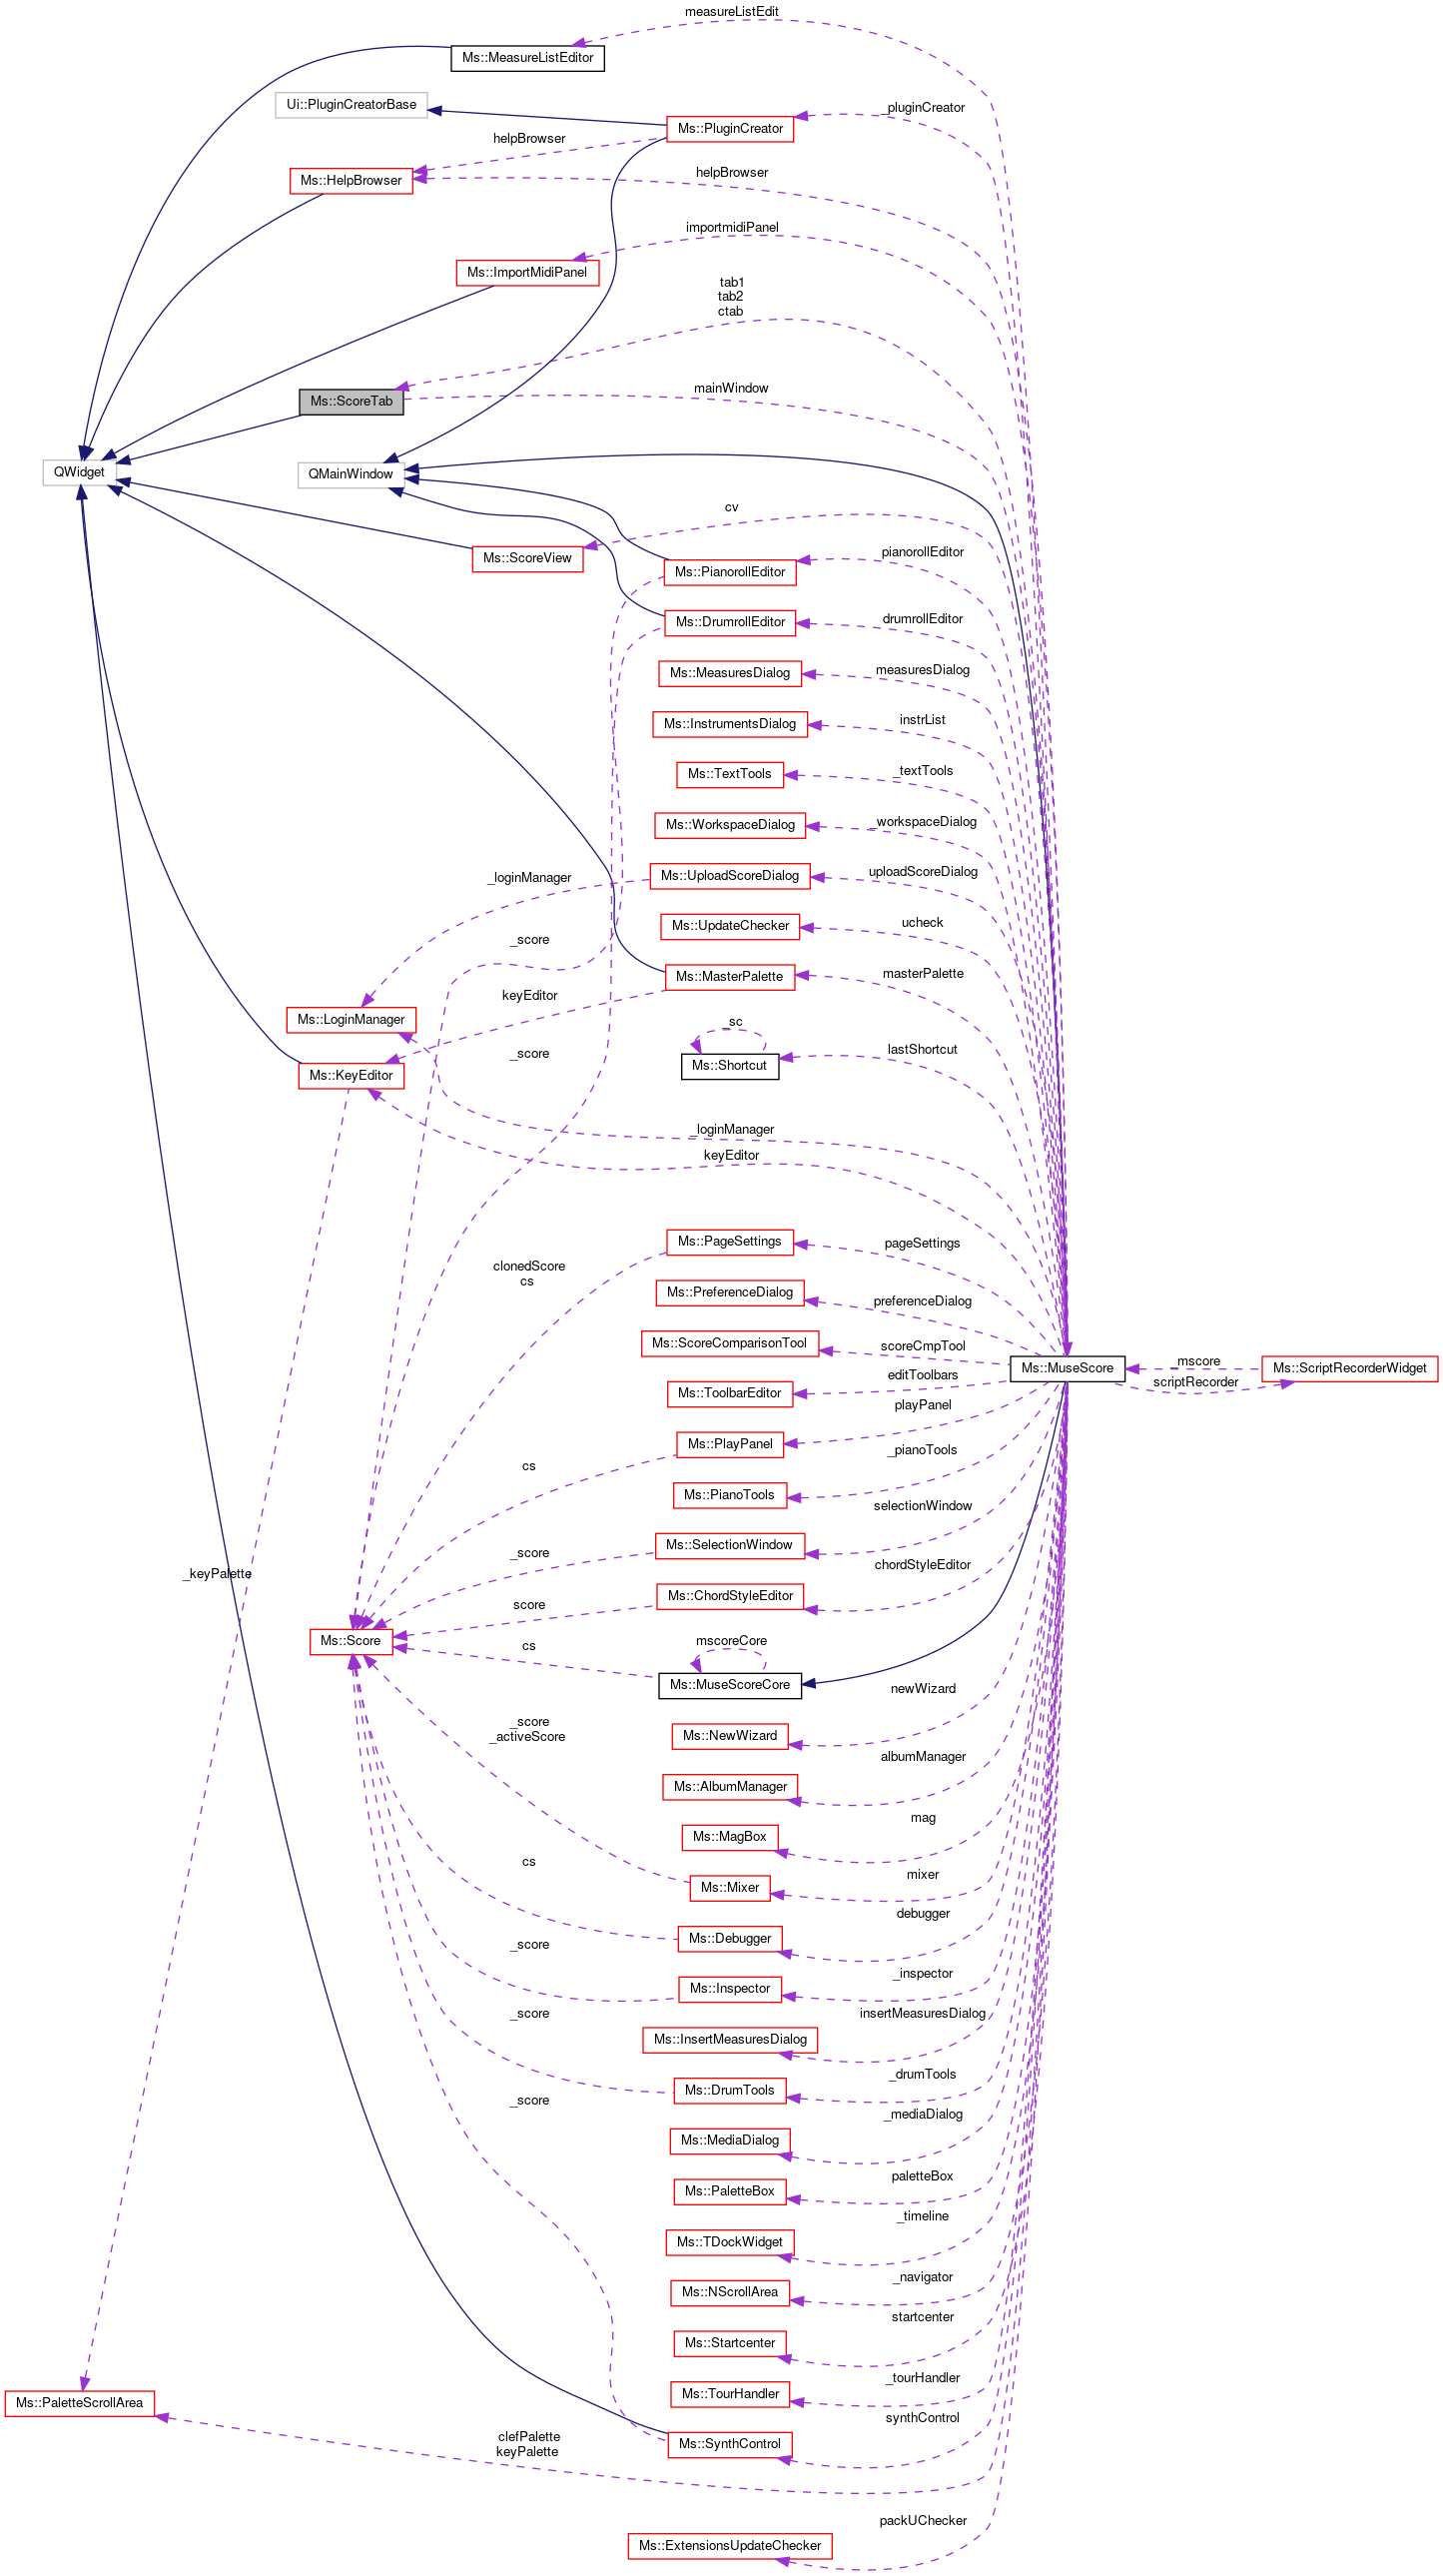 measureListEdit
Ms::MeasureListEditor
Ui::PluginCreatorBase
_pluginCreator
Ms::PluginCreator
helpBrowser
helpBrowser
Ms::HelpBrowser
importmidiPanel
Ms::ImportMidiPanel
tab1
tab2
ctab
mainWindow
Ms::ScoreTab
QWidget
QMainWindow
cv
Ms::ScoreView
pianorollEditor
Ms::PianorollEditor
drumrollEditor
Ms::DrumrollEditor
measuresDialog
Ms::MeasuresDialog
instrList
Ms::InstrumentsDialog
_textTools
Ms::TextTools
_workspaceDialog
Ms::WorkspaceDialog
uploadScoreDialog
Ms::UploadScoreDialog
_loginManager
ucheck
Ms::UpdateChecker
_score
masterPalette
Ms::MasterPalette
keyEditor
Ms::LoginManager
_sc
lastShortcut
Ms::Shortcut
_score
Ms::KeyEditor
_loginManager
keyEditor
pageSettings
Ms::PageSettings
clonedScore
cs
preferenceDialog
Ms::PreferenceDialog
scoreCmpTool
Ms::ScoreComparisonTool
Ms::MuseScore
_mscore
Ms::ScriptRecorderWidget
scriptRecorder
editToolbars
Ms::ToolbarEditor
playPanel
Ms::PlayPanel
cs
_pianoTools
Ms::PianoTools
selectionWindow
Ms::SelectionWindow
_score
chordStyleEditor
_keyPalette
Ms::ChordStyleEditor
score
Ms::Score
mscoreCore
cs
Ms::MuseScoreCore
newWizard
Ms::NewWizard
_score
_activeScore
albumManager
Ms::AlbumManager
mag
Ms::MagBox
cs
mixer
Ms::Mixer
debugger
Ms::Debugger
_score
_inspector
Ms::Inspector
_score
insertMeasuresDialog
Ms::InsertMeasuresDialog
_drumTools
Ms::DrumTools
_score
_mediaDialog
Ms::MediaDialog
paletteBox
Ms::PaletteBox
_timeline
Ms::TDockWidget
_navigator
Ms::NScrollArea
startcenter
Ms::Startcenter
_tourHandler
Ms::TourHandler
Ms::PaletteScrollArea
synthControl
clefPalette
keyPalette
Ms::SynthControl
packUChecker
Ms::ExtensionsUpdateChecker